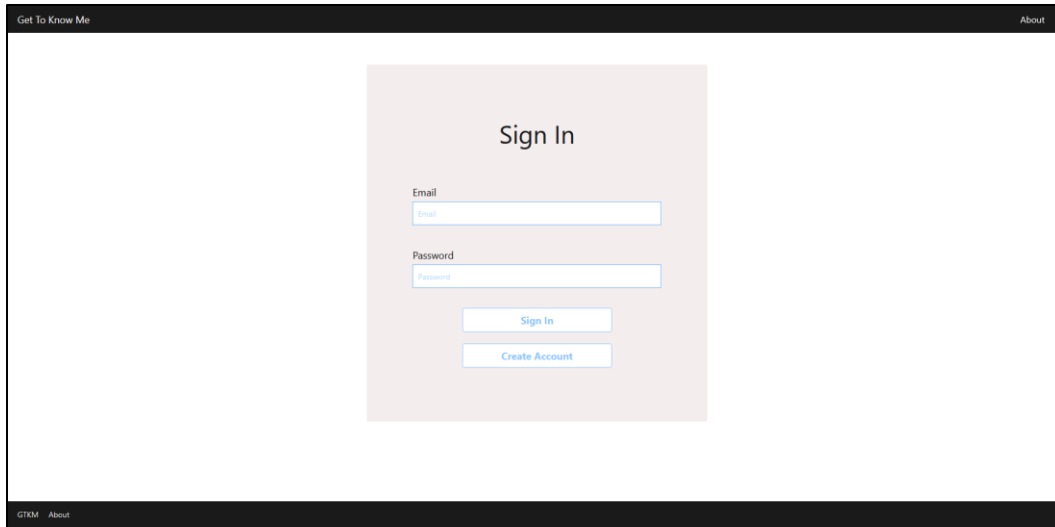 Get To Know Me About
Sign In
Email
Email
Password
Password
Sign In
Create Account
GTKM About